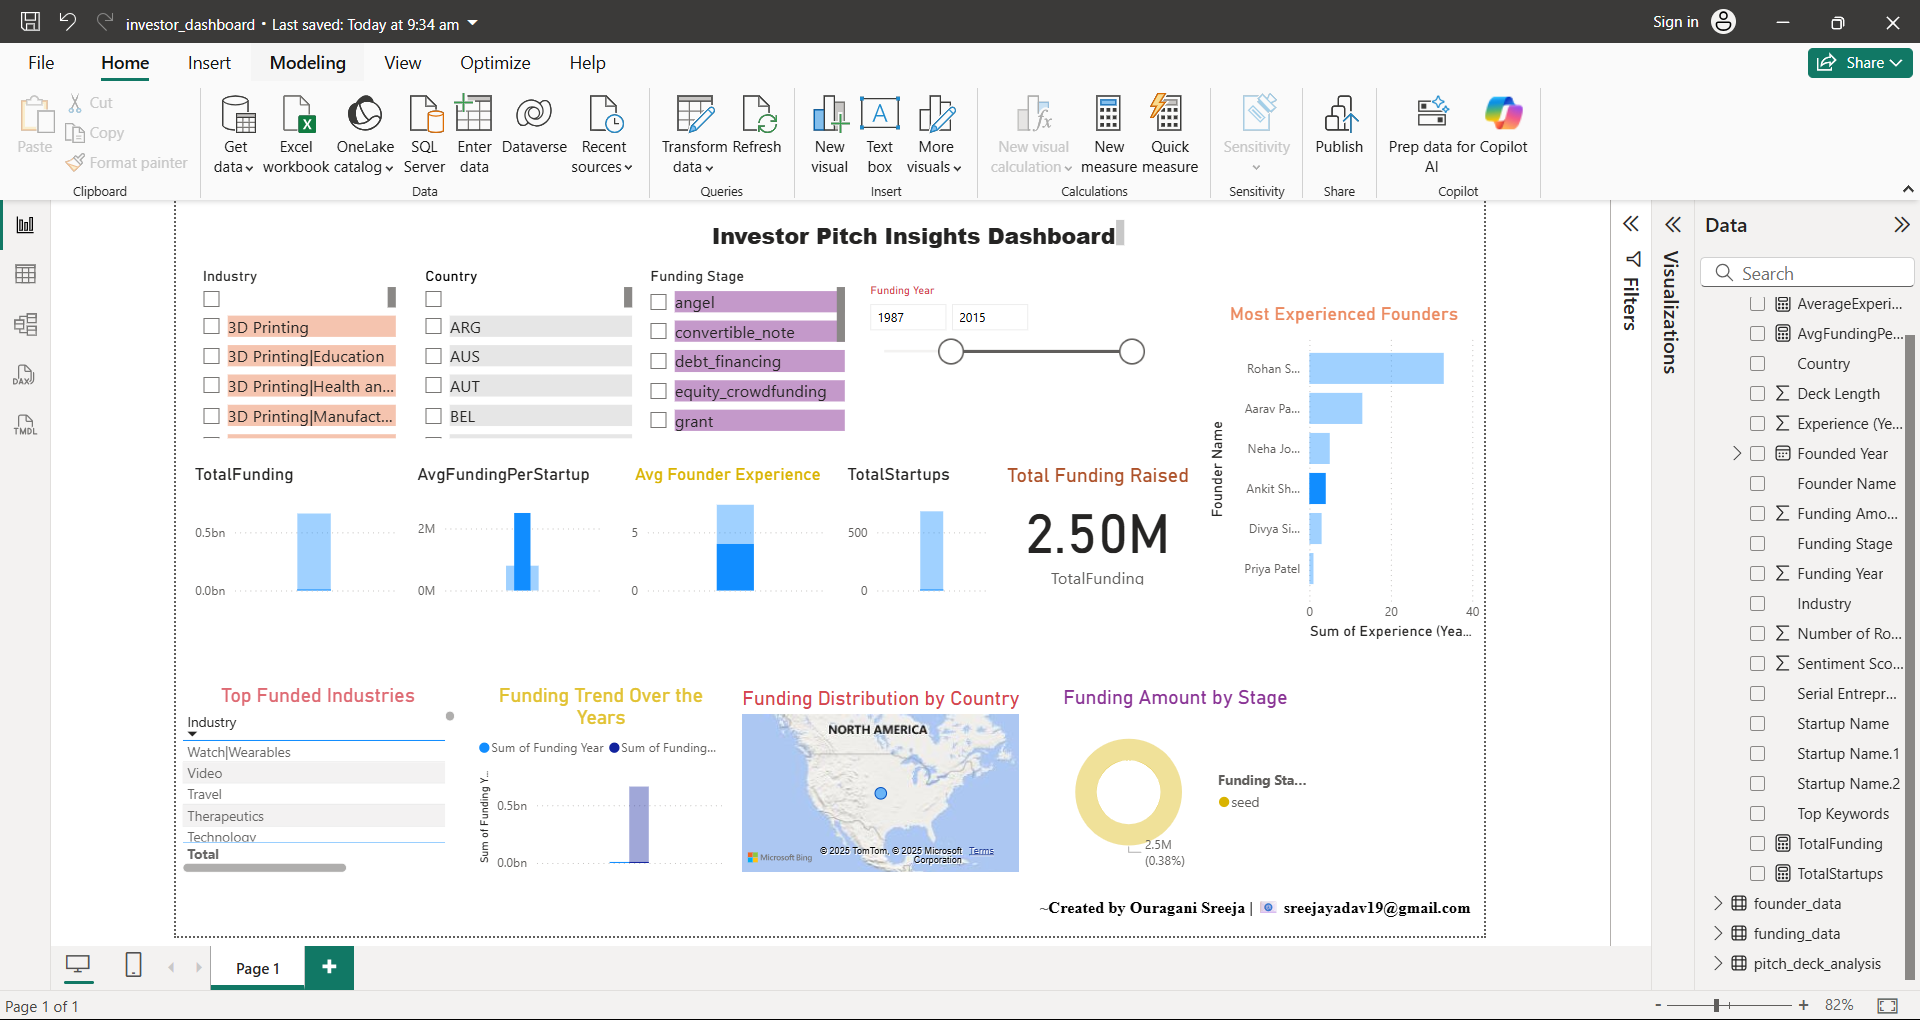 investor_dashboard • Last saved: Today at 9:34 am
Sign in
File
Home
Insert
Modeling
View
Optimize
Help
Share
Paste
Cut
Copy
Format painter
Clipboard
Get data
Excel workbook
OneLake catalog
SQL Server
Enter data
Dataverse
Recent sources
Data
Transform data
Refresh
Queries
New visual
Text box
More visuals
Insert
New visual calculation
New measure
Quick measure
Calculations
Sensitivity
Sensitivity
Publish
Share
Prep data for AI
Copilot
Copilot
Investor Pitch Insights Dashboard
Industry
3D Printing
3D Printing|Education
3D Printing|Health an...
3D Printing|Manufact...
Country
ARG
AUS
AUT
BEL
Funding Stage
angel
convertible_note
debt_financing
equity_crowdfunding
grant
Funding Year
1987
2015
Most Experienced Founders
Founder Name
Rohan S...
Aarav Pa...
Neha Jo...
Ankit Sh...
Divya Si...
Priya Patel
0
20
40
Sum of Experience (Yea...
TotalFunding
0.5bn
0.0bn
AvgFundingPerStartup
2M
0M
Avg Founder Experience
5
0
TotalStartups
500
0
Total Funding Raised
2.50M
TotalFunding
Top Funded Industries
Industry
Watch|Wearables
Video
Travel
Therapeutics
Technology
Total
Funding Trend Over the
Years
Sum of Funding Year
Sum of Funding...
Sum of Funding Y...
0.5bn
0.0bn
Funding Distribution by Country
NORTH AMERICA
Microsoft Bing
© 2025 TomTom, © 2025 Microsoft Corporation
Terms
Funding Amount by Stage
2.5M
(0.38%)
Funding Sta...
seed
~Created by Ouragani Sreeja | sreejayadav19@gmail.com
Filters
Visualizations
Data
Search
AverageExperi...
AvgFundingPe...
Country
Deck Length
Experience (Ye...
Founded Year
Founder Name
Funding Amo...
Funding Stage
Funding Year
Industry
Number of Ro...
Sentiment Sco...
Serial Entrepr...
Startup Name
Startup Name.1
Startup Name.2
Top Keywords
TotalFunding
TotalStartups
founder_data
funding_data
pitch_deck_analysis
DAX
TMDL
Page 1
Page 1 of 1
- + 82%